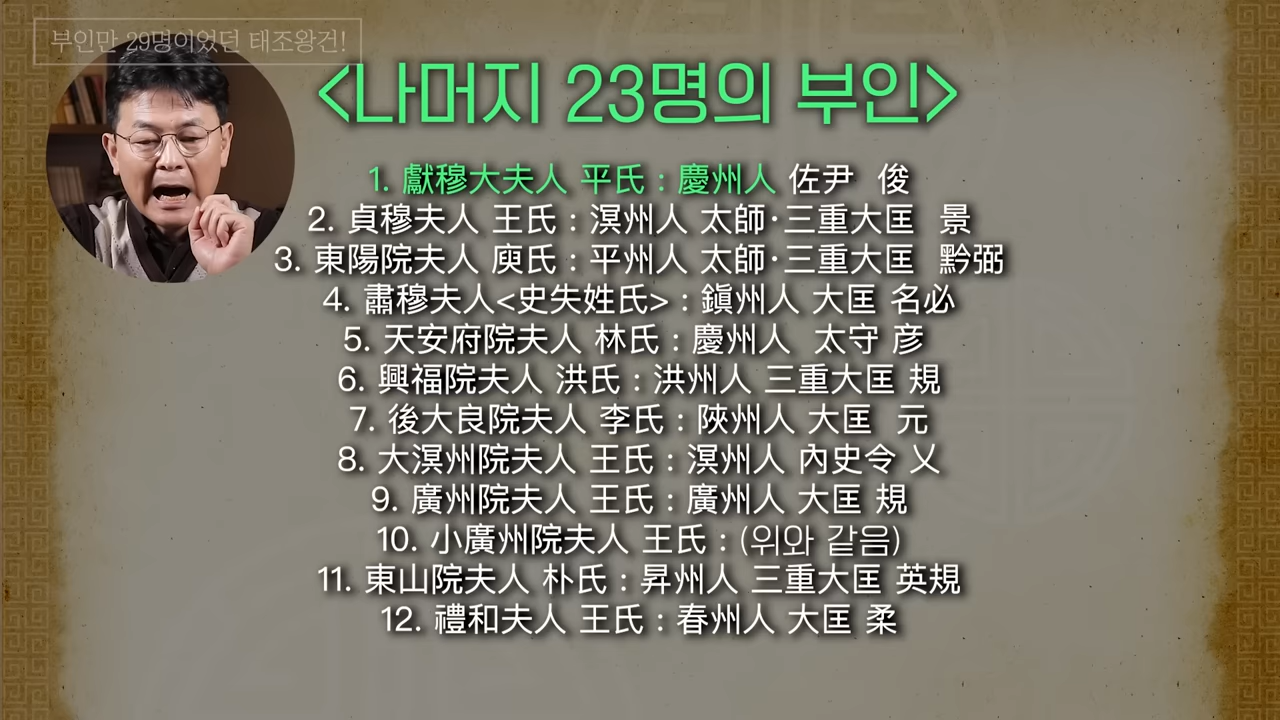 부인만 29명이었던 태조왕건!
<나머지 23명의 부인>
1. 獻穆大夫人 平氏 : 慶州人 佐尹 俊
2. 貞穆夫人 王氏 : 溟州人 太師·三重大匡 景
3. 東陽院夫人 庾氏 : 平州人 太師·三重大匡 黔弼
4. 肅穆夫人<史失姓氏> : 鎭州人 大匡 名必
5. 天安府院夫人 林氏 : 慶州人 太守 彦
6. 興福院夫人 洪氏 : 洪州人 三重大匡 規
7. 後大良院夫人 李氏 : 陜州人 大匡 元
8. 大溟州院夫人 王氏 : 溟州人 內史令 乂
9. 廣州院夫人 王氏 : 廣州人 大匡 規
10. 小廣州院夫人 王氏 : (위와 같음)
11. 東山院夫人 朴氏 : 昇州人 三重大匡 英規
12. 禮和夫人 王氏 : 春州人 大匡 柔